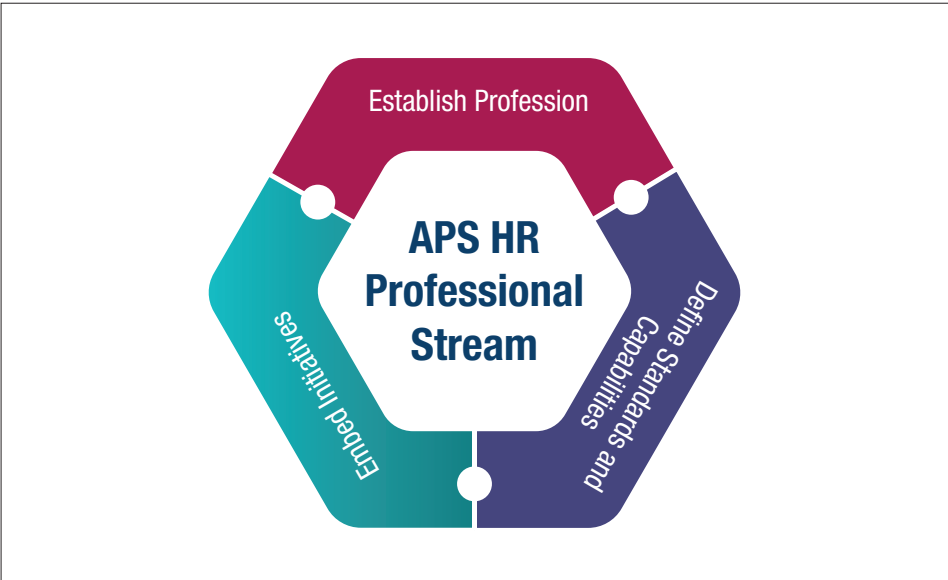 Establish Profession
APS HR
Professional
Stream
Define Standards and
Capabilities
Embed Initiatives